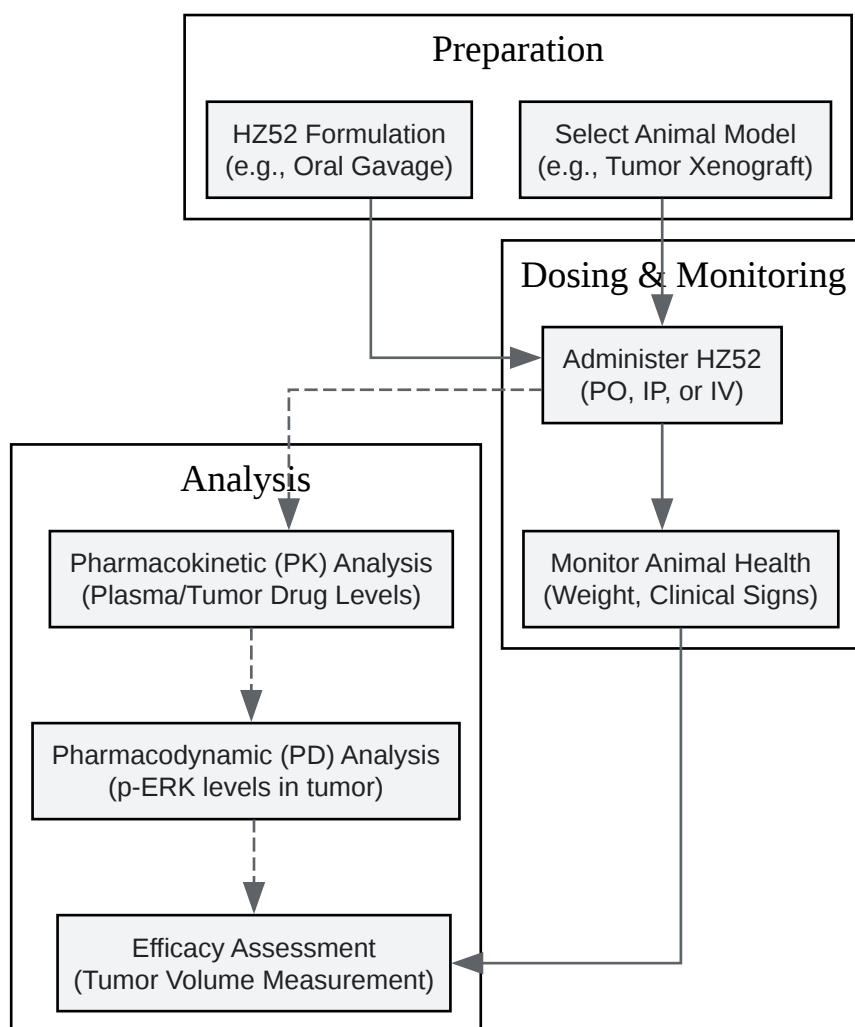 Preparation
HZ52 Formulation
(e.g., Oral Gavage)
Select Animal Model
(e.g., Tumor Xenograft)
Dosing & Monitoring
Administer HZ52
(PO, IP, or IV)
Analysis
Pharmacokinetic (PK) Analysis
(Plasma/Tumor Drug Levels)
Monitor Animal Health
(Weight, Clinical Signs)
Pharmacodynamic (PD) Analysis
(p-ERK levels in tumor)
Efficacy Assessment
(Tumor Volume Measurement)